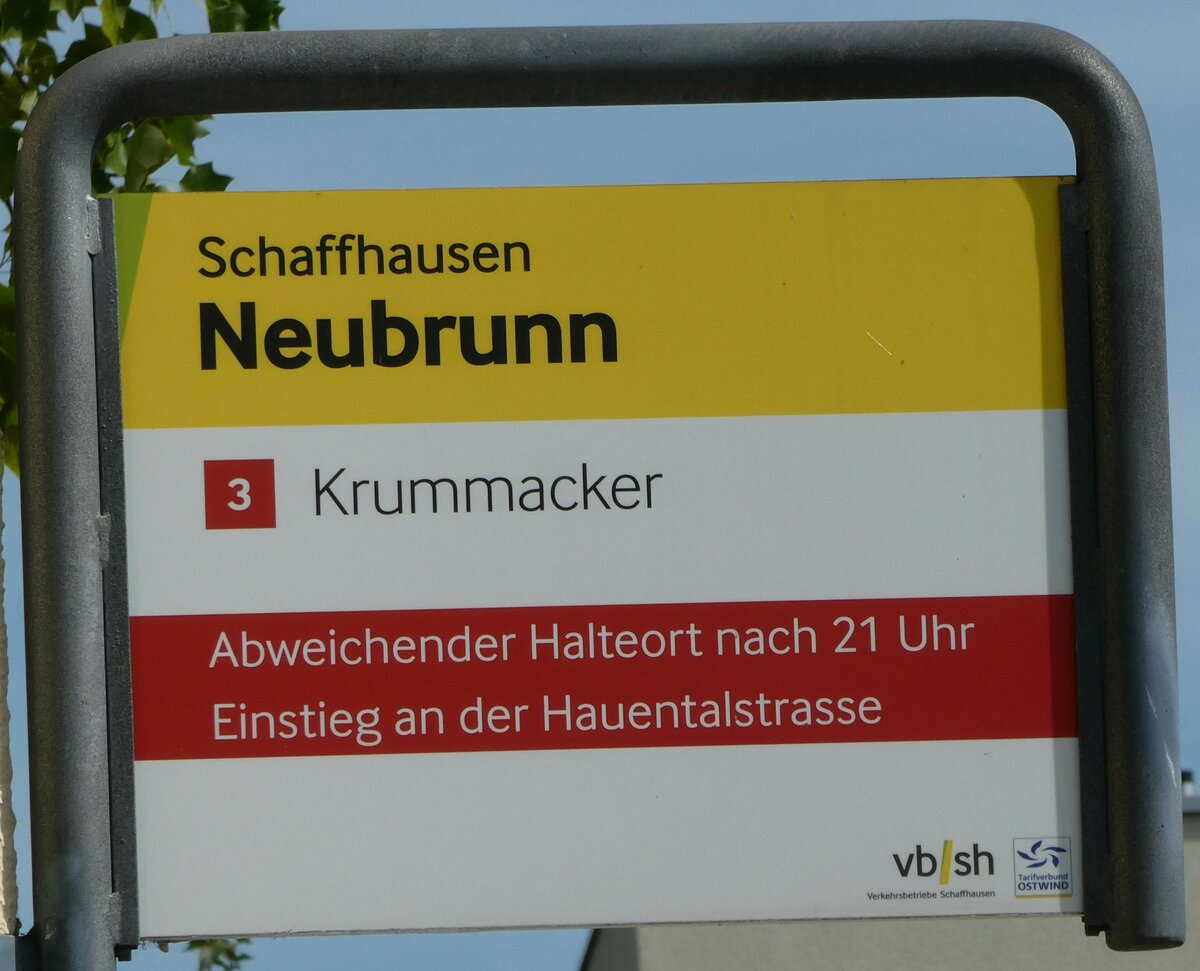 Schaffhausen
Neubrunn
3 Krummacker
Abweichender Halteort nach 21 Uhr
Einstieg an der Hauentalstrasse
vb/sh
Verkehrsbetriebe Schaffhausen
Tarifverbund
OSTWIND